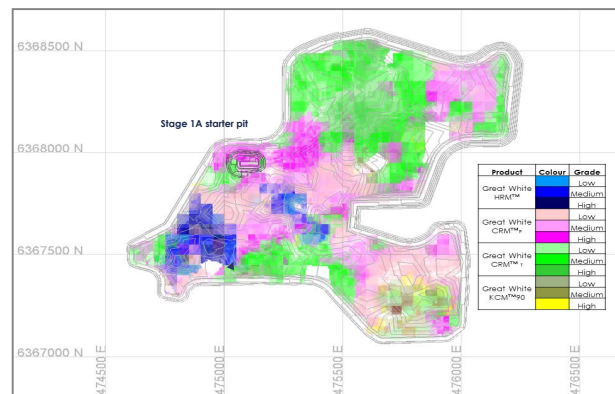 6368500 N
Stage 1A starter pit
6368000 N
Product Colour Grade
Great White HRM™
Low
Medium
High
Great White CRM™P
Low
Medium
High
Great White CRM™T
Low
Medium
High
Great White KCM™90
Low
Medium
High
6367500 N
6367000 N
474500 E
475000 E
475500 E
476000 E
476500 E